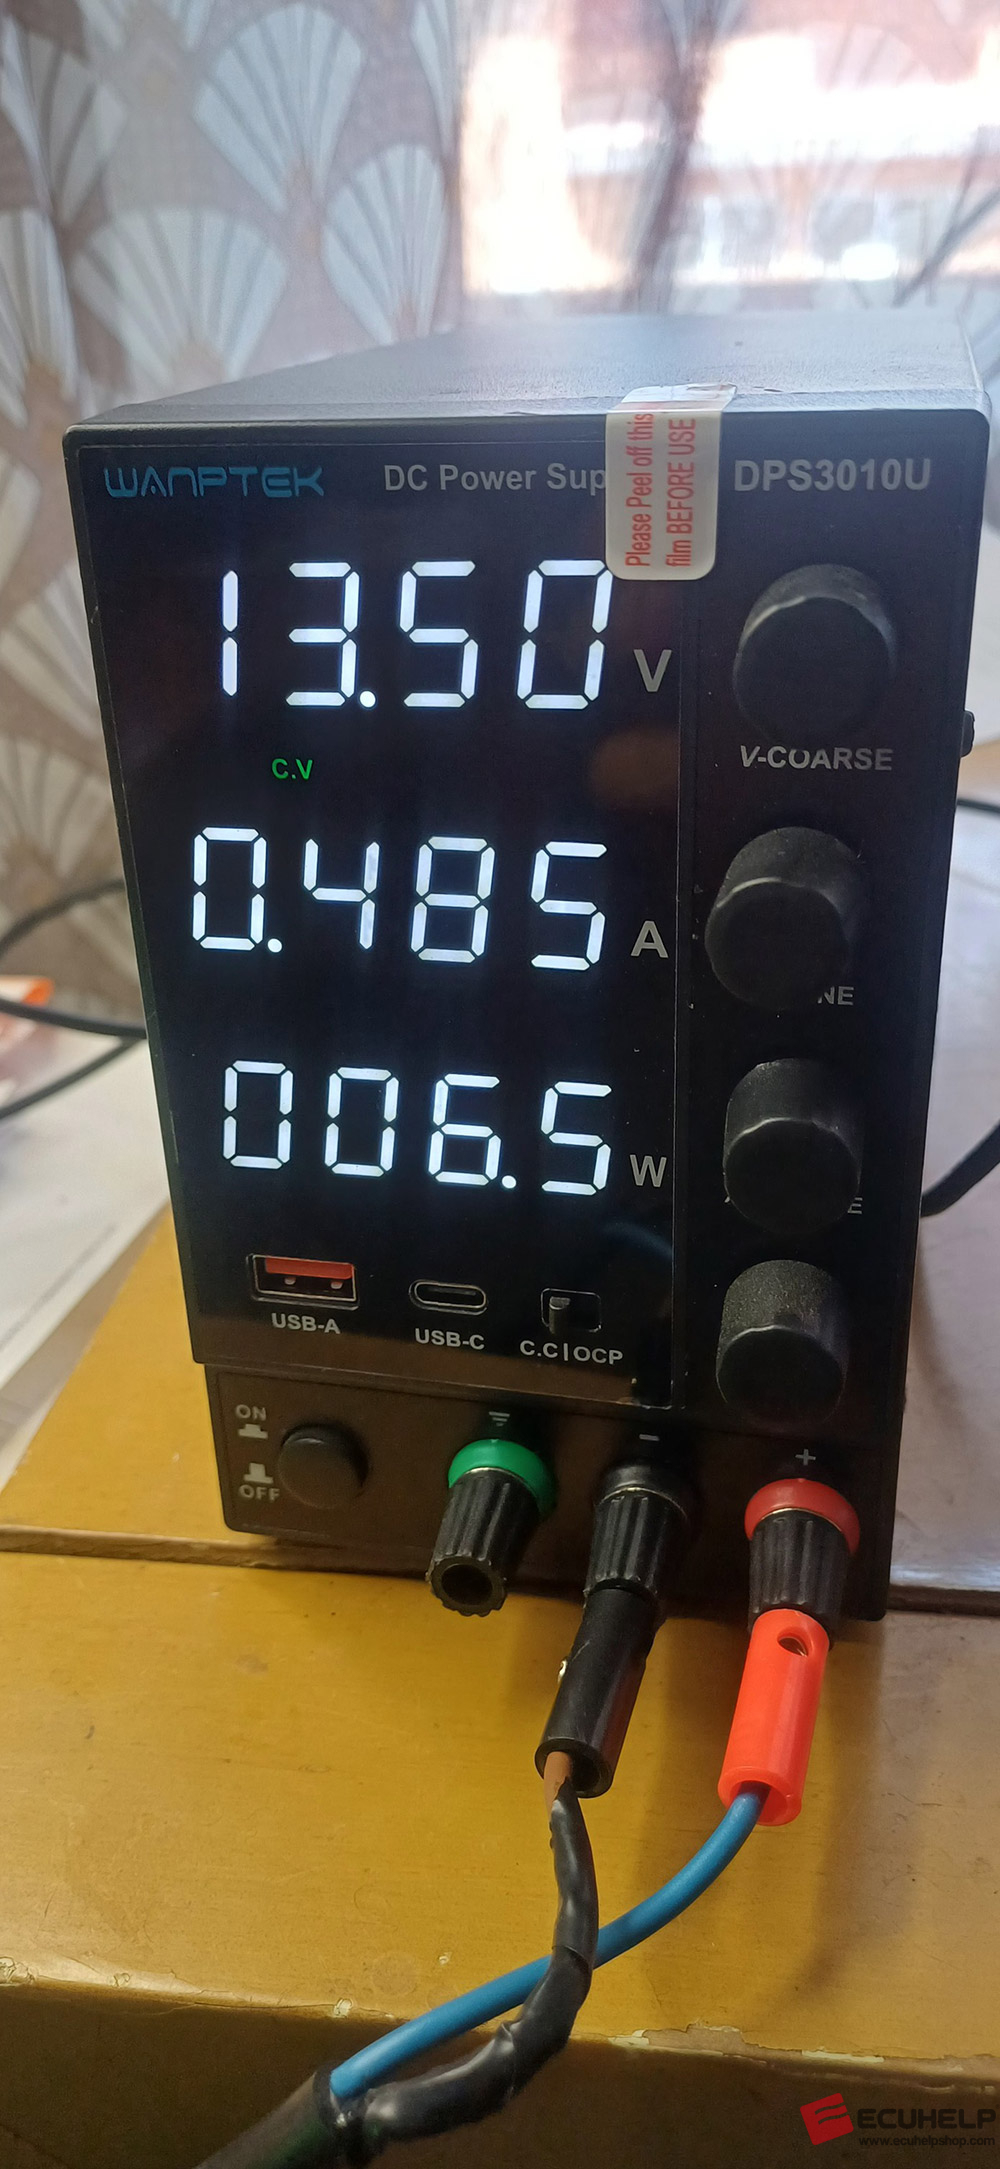 WANPTEK
DC Power Sup
DPS3010U
Please Peel off this
film BEFORE USE
13.50 V
V-COARSE
C.V
0.485 A
NE
006.5 W
E
USB-A
USB-C
C.C|OCP
ON
OFF
-
+
ECUHELP
www.ecuhelpshop.com